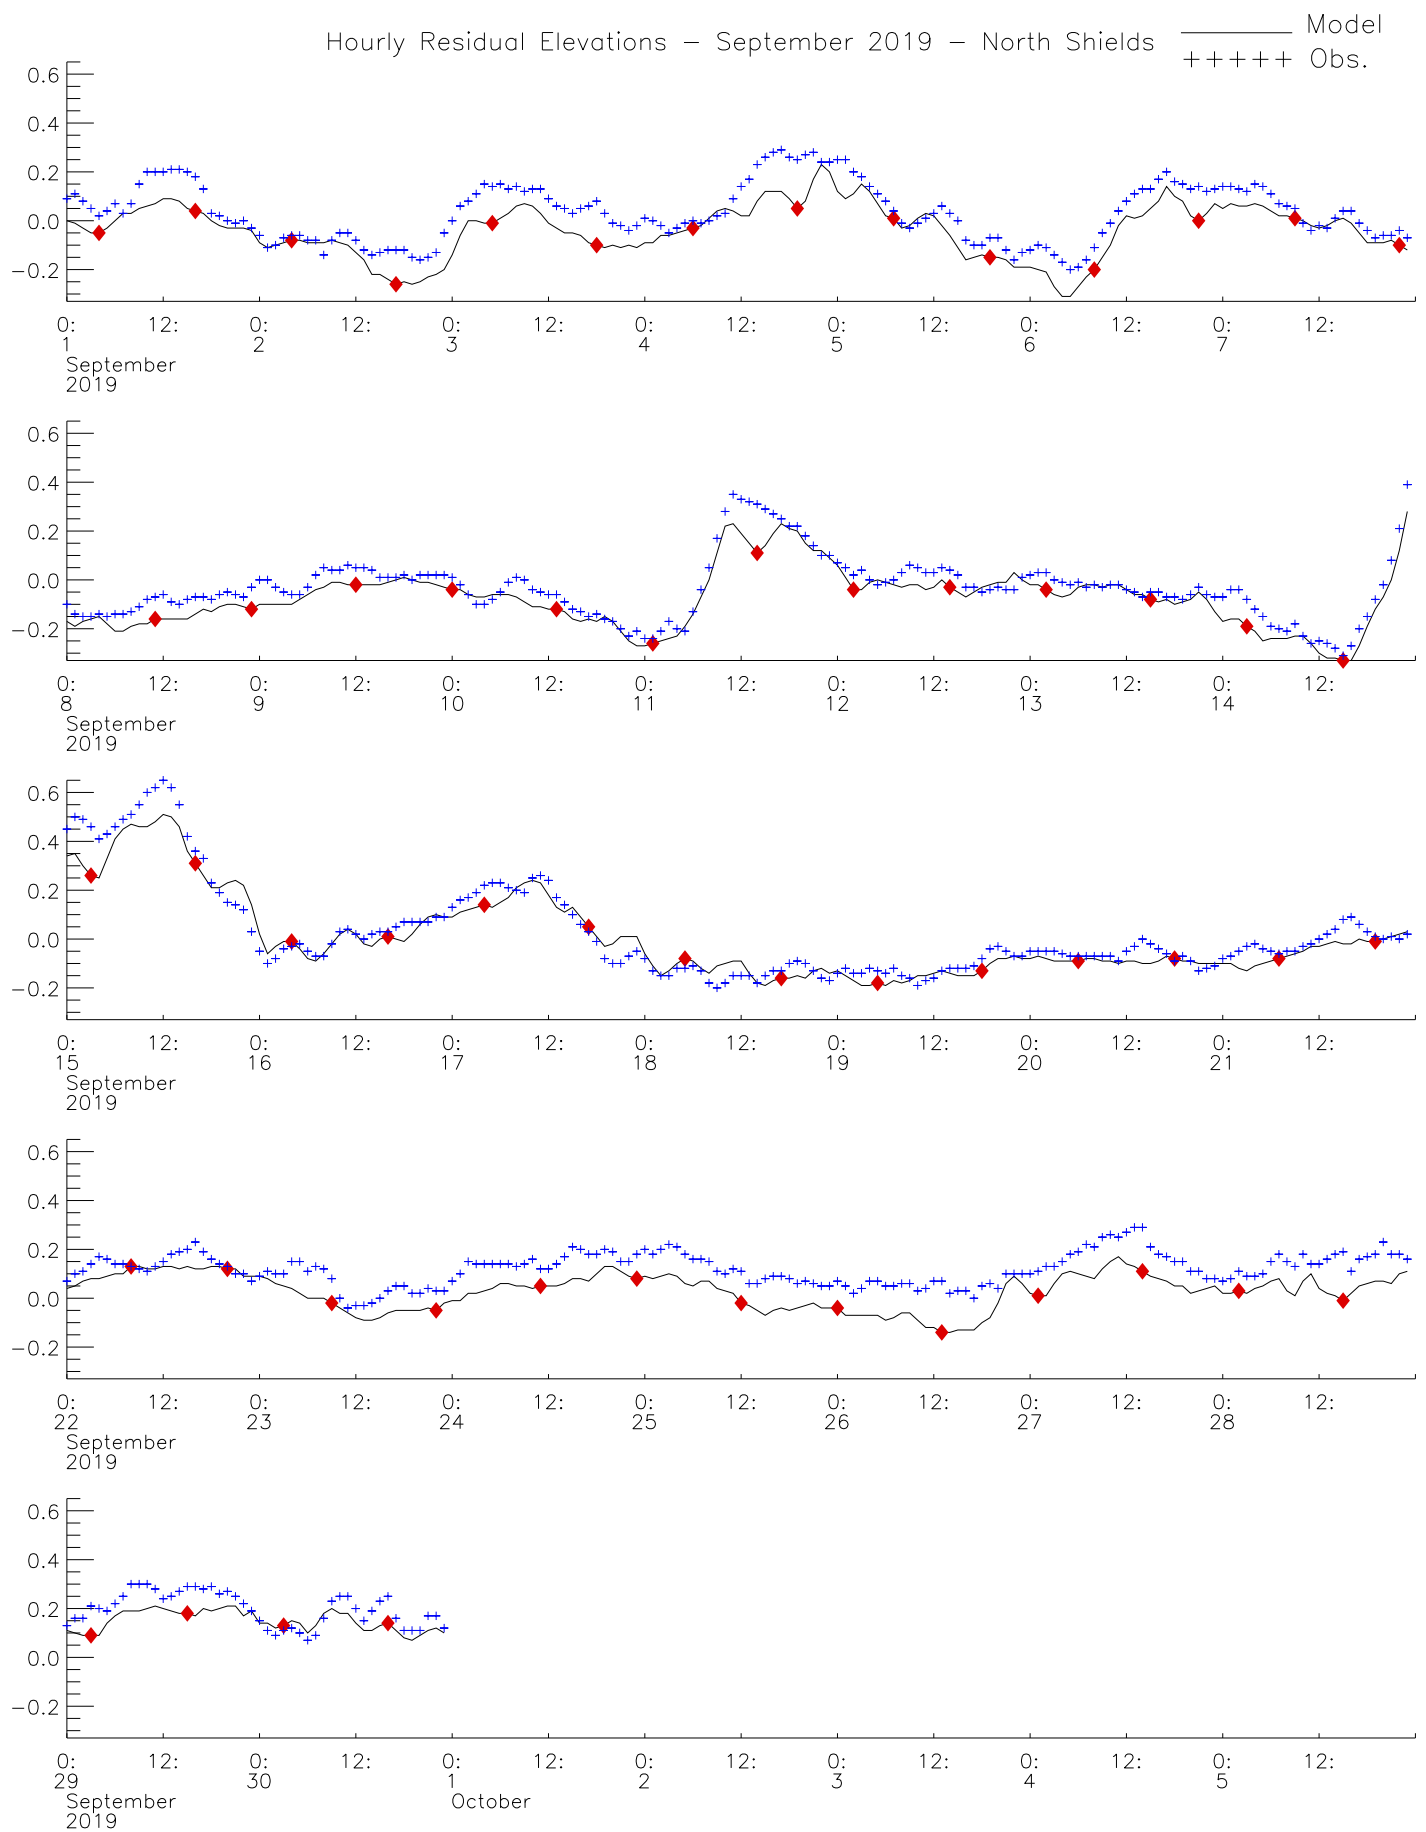 Hourly Residual Elevations − September 2019 − North Shields
Model
+++++ Obs.
0.6
0.4
0.2
0.0
−0.2
0: 12: 0: 12: 0: 12: 0: 12: 0: 12: 0: 12: 0: 12:
1 2 3 4 5 6 7
September
2019
0.6
0.4
0.2
0.0
−0.2
0: 12: 0: 12: 0: 12: 0: 12: 0: 12: 0: 12: 0: 12:
8 9 10 11 12 13 14
September
2019
0.6
0.4
0.2
0.0
−0.2
0: 12: 0: 12: 0: 12: 0: 12: 0: 12: 0: 12: 0: 12:
15 16 17 18 19 20 21
September
2019
0.6
0.4
0.2
0.0
−0.2
0: 12: 0: 12: 0: 12: 0: 12: 0: 12: 0: 12: 0: 12:
22 23 24 25 26 27 28
September
2019
0.6
0.4
0.2
0.0
−0.2
0: 12: 0: 12: 0: 12: 0: 12: 0: 12: 0: 12: 0: 12:
29 30 1 2 3 4 5
September October
2019